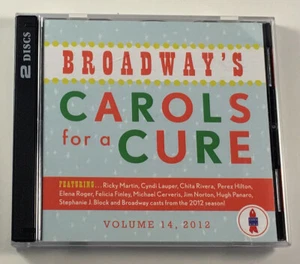 2 DISCS
BROADWAY'S
CAROLS
for a CURE
FEATURING... Ricky Martin, Cyndi Lauper, Chita Rivera, Perez Hilton,
Elena Roger, Felicia Finley, Michael Cerveris, Jim Norton, Hugh Panaro,
Stephanie J. Block and Broadway casts from the 2012 season!
VOLUME 14, 2012